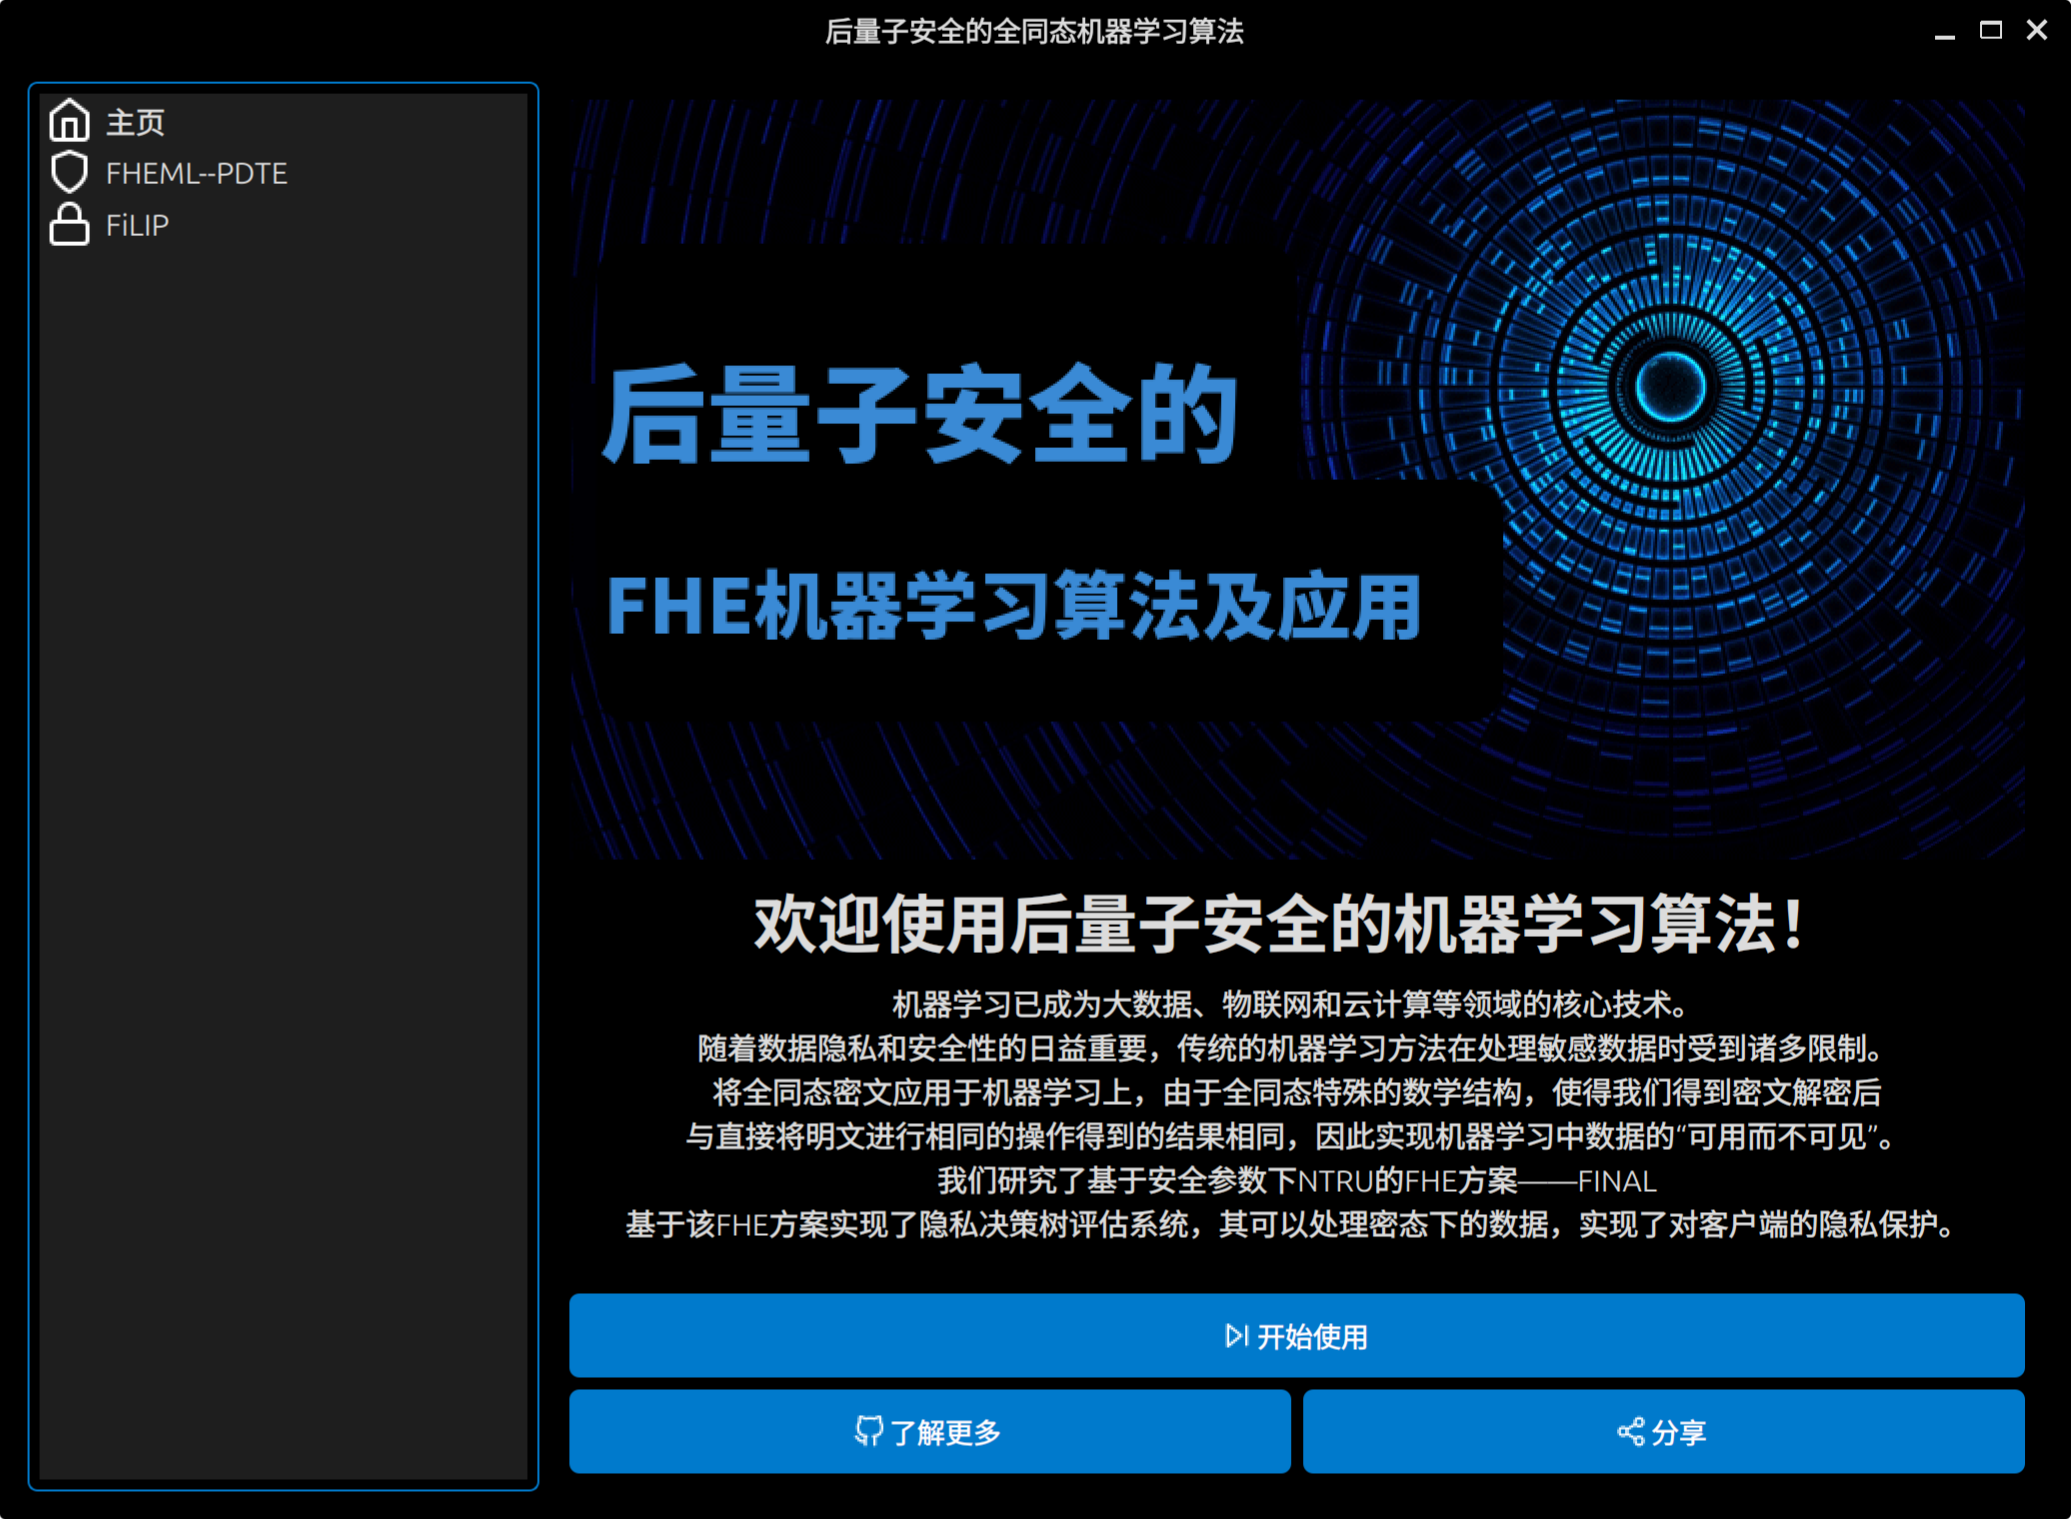 后量子安全的全同态机器学习算法
主页
FHEML--PDTE
FiLIP
后量子安全的
FHE机器学习算法及应用
欢迎使用后量子安全的机器学习算法！
机器学习已成为大数据、物联网和云计算等领域的核心技术。
随着数据隐私和安全性的日益重要，传统的机器学习方法在处理敏感数据时受到诸多限制。
将全同态密文应用于机器学习上，由于全同态特殊的数学结构，使得我们得到密文解密后
与直接将明文进行相同的操作得到的结果相同，因此实现机器学习中数据的“可用而不可见”。
我们研究了基于安全参数下NTRU的FHE方案——FINAL
基于该FHE方案实现了隐私决策树评估系统，其可以处理密态下的数据，实现了对客户端的隐私保护。
开始使用
了解更多
分享